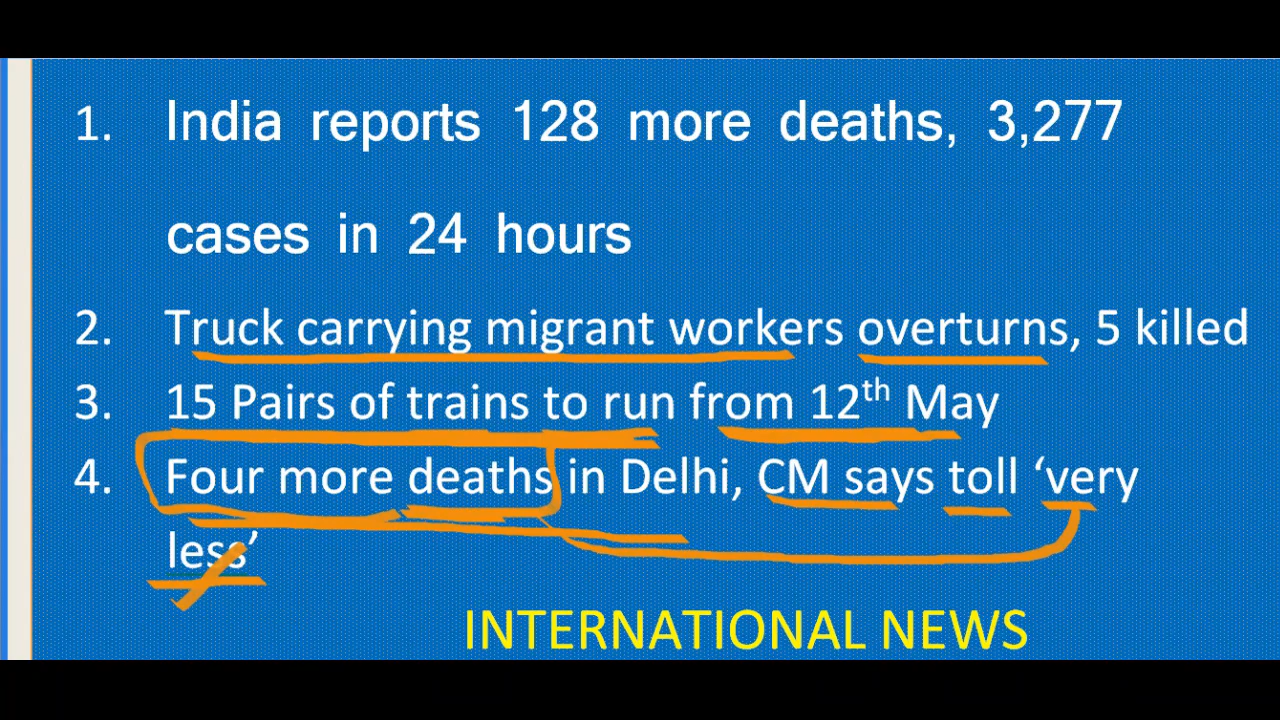 1. India reports 128 more deaths, 3,277
cases in 24 hours
2. Truck carrying migrant workers overturns, 5 killed
3. 15 Pairs of trains to run from 12th May
4. Four more deaths in Delhi, CM says toll ‘very
less’
INTERNATIONAL NEWS